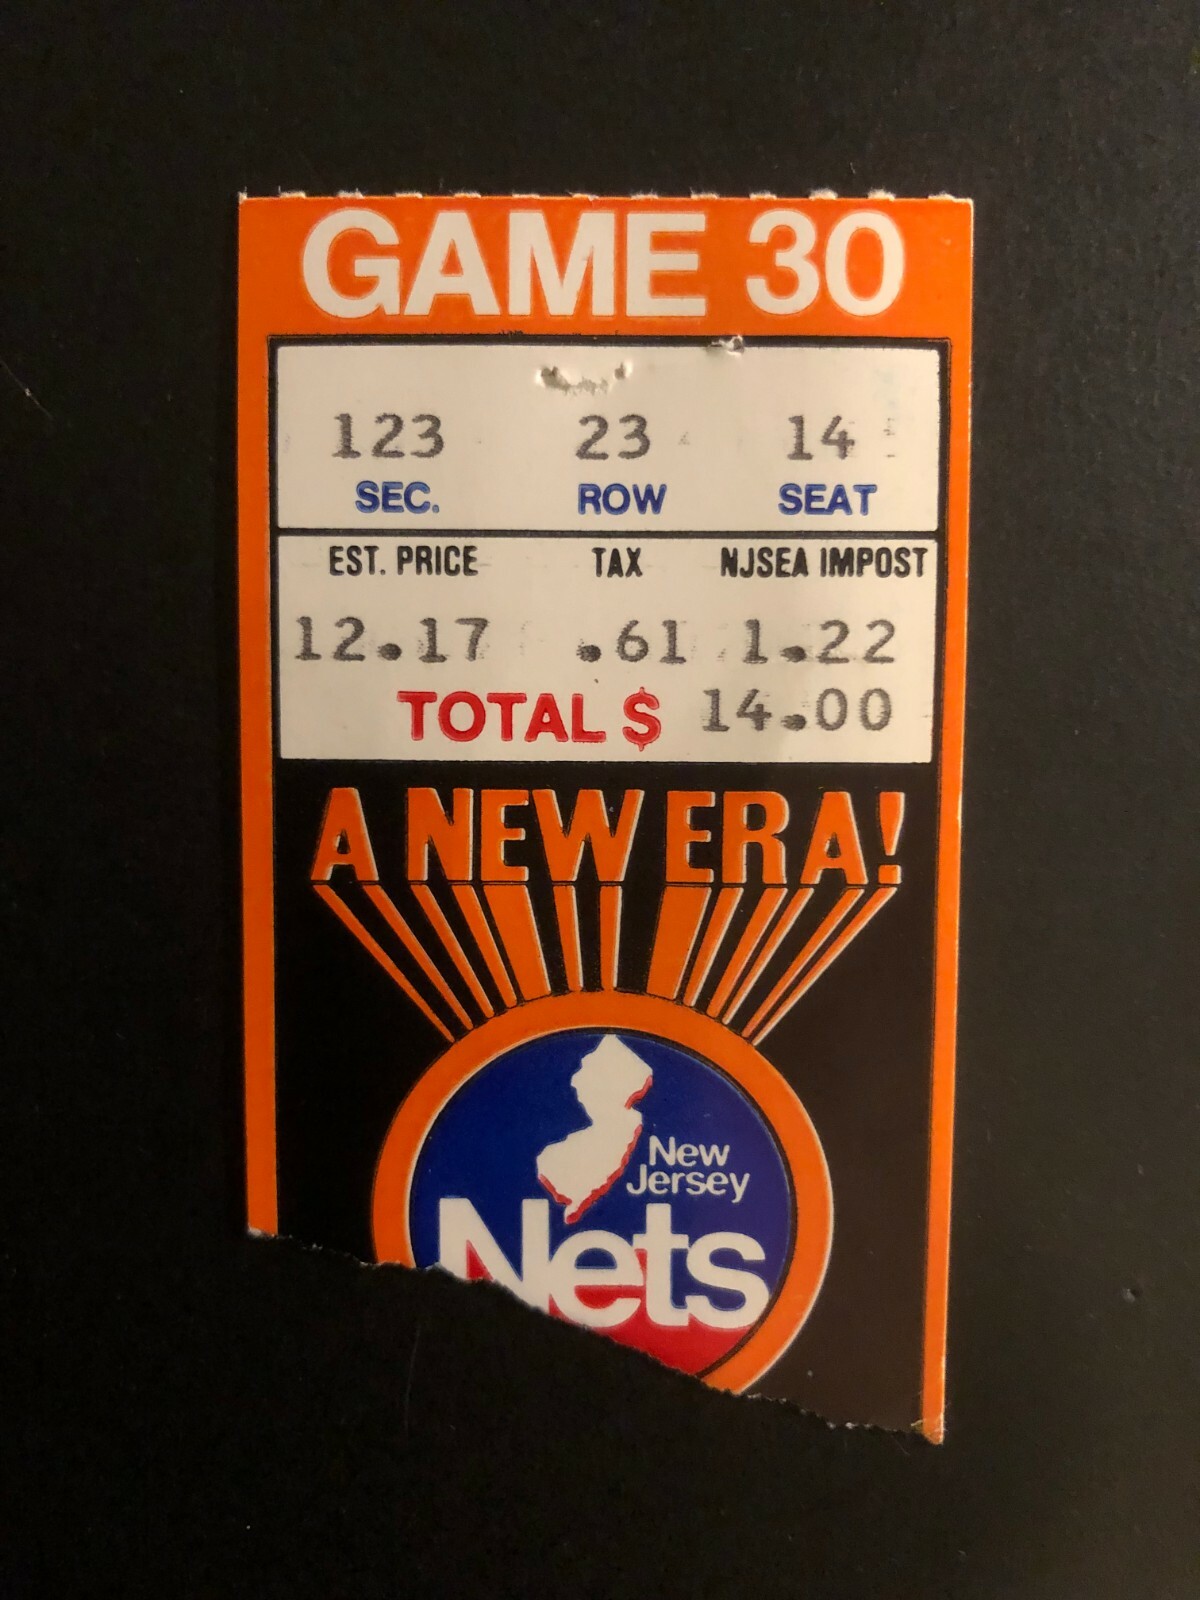 GAME 30
123 23 14
SEC. ROW SEAT
EST. PRICE TAX NJSEA IMPOST
12.17 .61 1.22
TOTAL $ 14.00
A NEW ERA!
New
Jersey
Nets